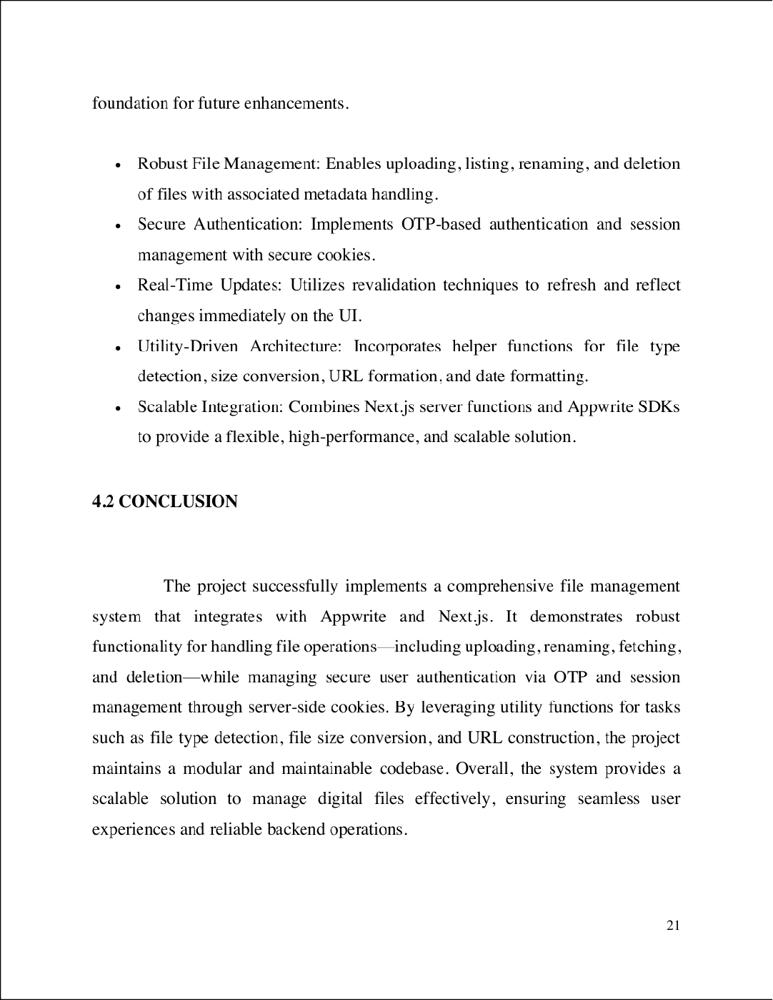 foundation for future enhancements.
• Robust File Management: Enables uploading, listing, renaming, and deletion
of files with associated metadata handling.
• Secure Authentication: Implements OTP-based authentication and session
management with secure cookies.
• Real-Time Updates: Utilizes revalidation techniques to refresh and reflect
changes immediately on the UI.
• Utility-Driven Architecture: Incorporates helper functions for file type
detection, size conversion, URL formation, and date formatting.
• Scalable Integration: Combines Next.js server functions and Appwrite SDKs
to provide a flexible, high-performance, and scalable solution.
4.2 CONCLUSION
The project successfully implements a comprehensive file management
system that integrates with Appwrite and Next.js. It demonstrates robust
functionality for handling file operations—including uploading, renaming, fetching,
and deletion—while managing secure user authentication via OTP and session
management through server-side cookies. By leveraging utility functions for tasks
such as file type detection, file size conversion, and URL construction, the project
maintains a modular and maintainable codebase. Overall, the system provides a
scalable solution to manage digital files effectively, ensuring seamless user
experiences and reliable backend operations.
21